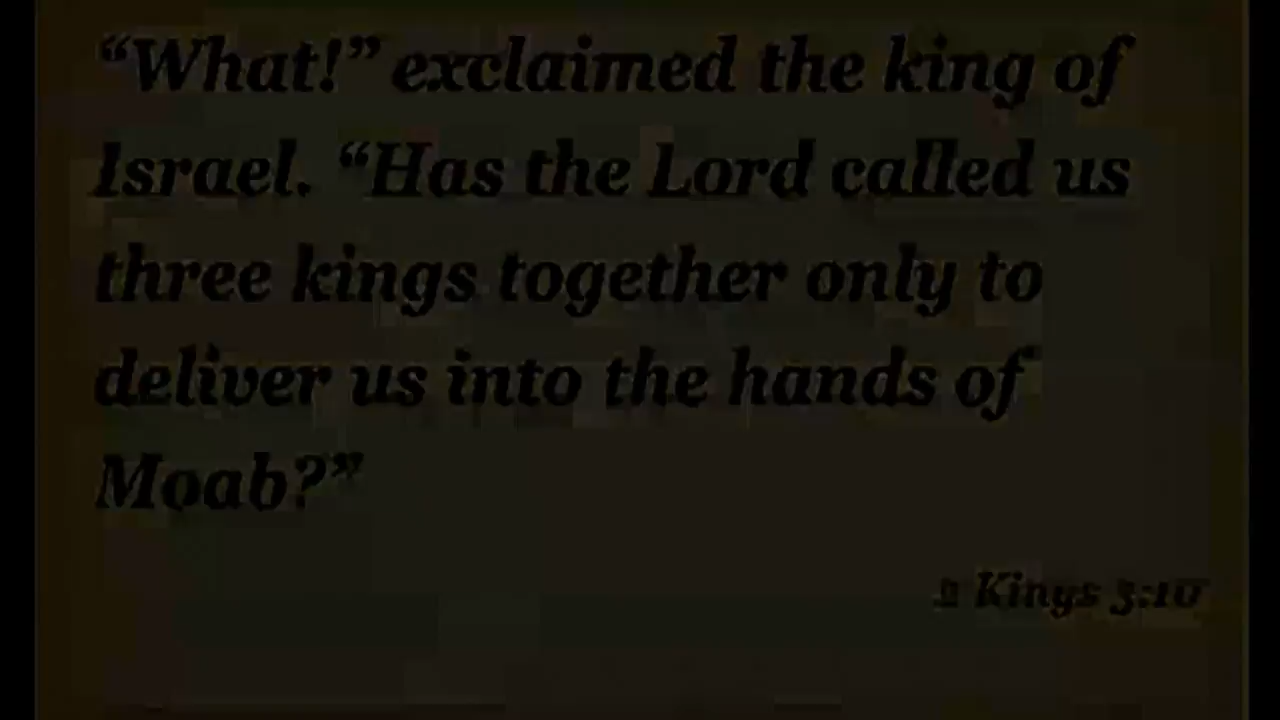 “What!” exclaimed the king of
Israel. “Has the Lord called us
three kings together only to
deliver us into the hands of
Moab?”
2 Kings 3:10